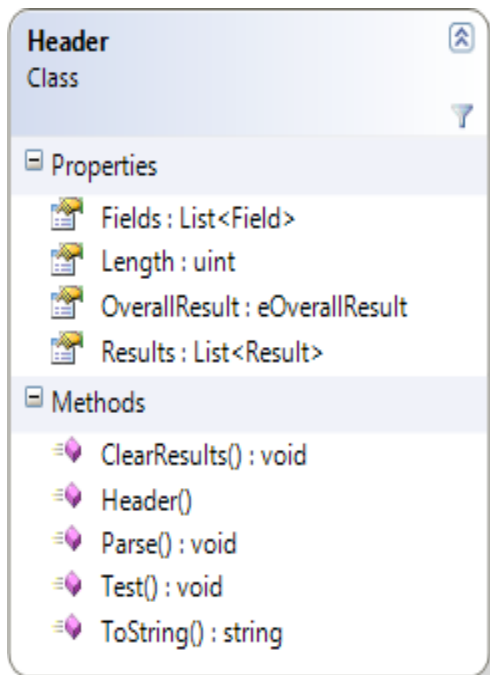 Header
Class
Properties
Fields : List<Field>
Length : uint
OverallResult : eOverallResult
Results : List<Result>
Methods
ClearResults() : void
Header()
Parse() : void
Test() : void
ToString() : string